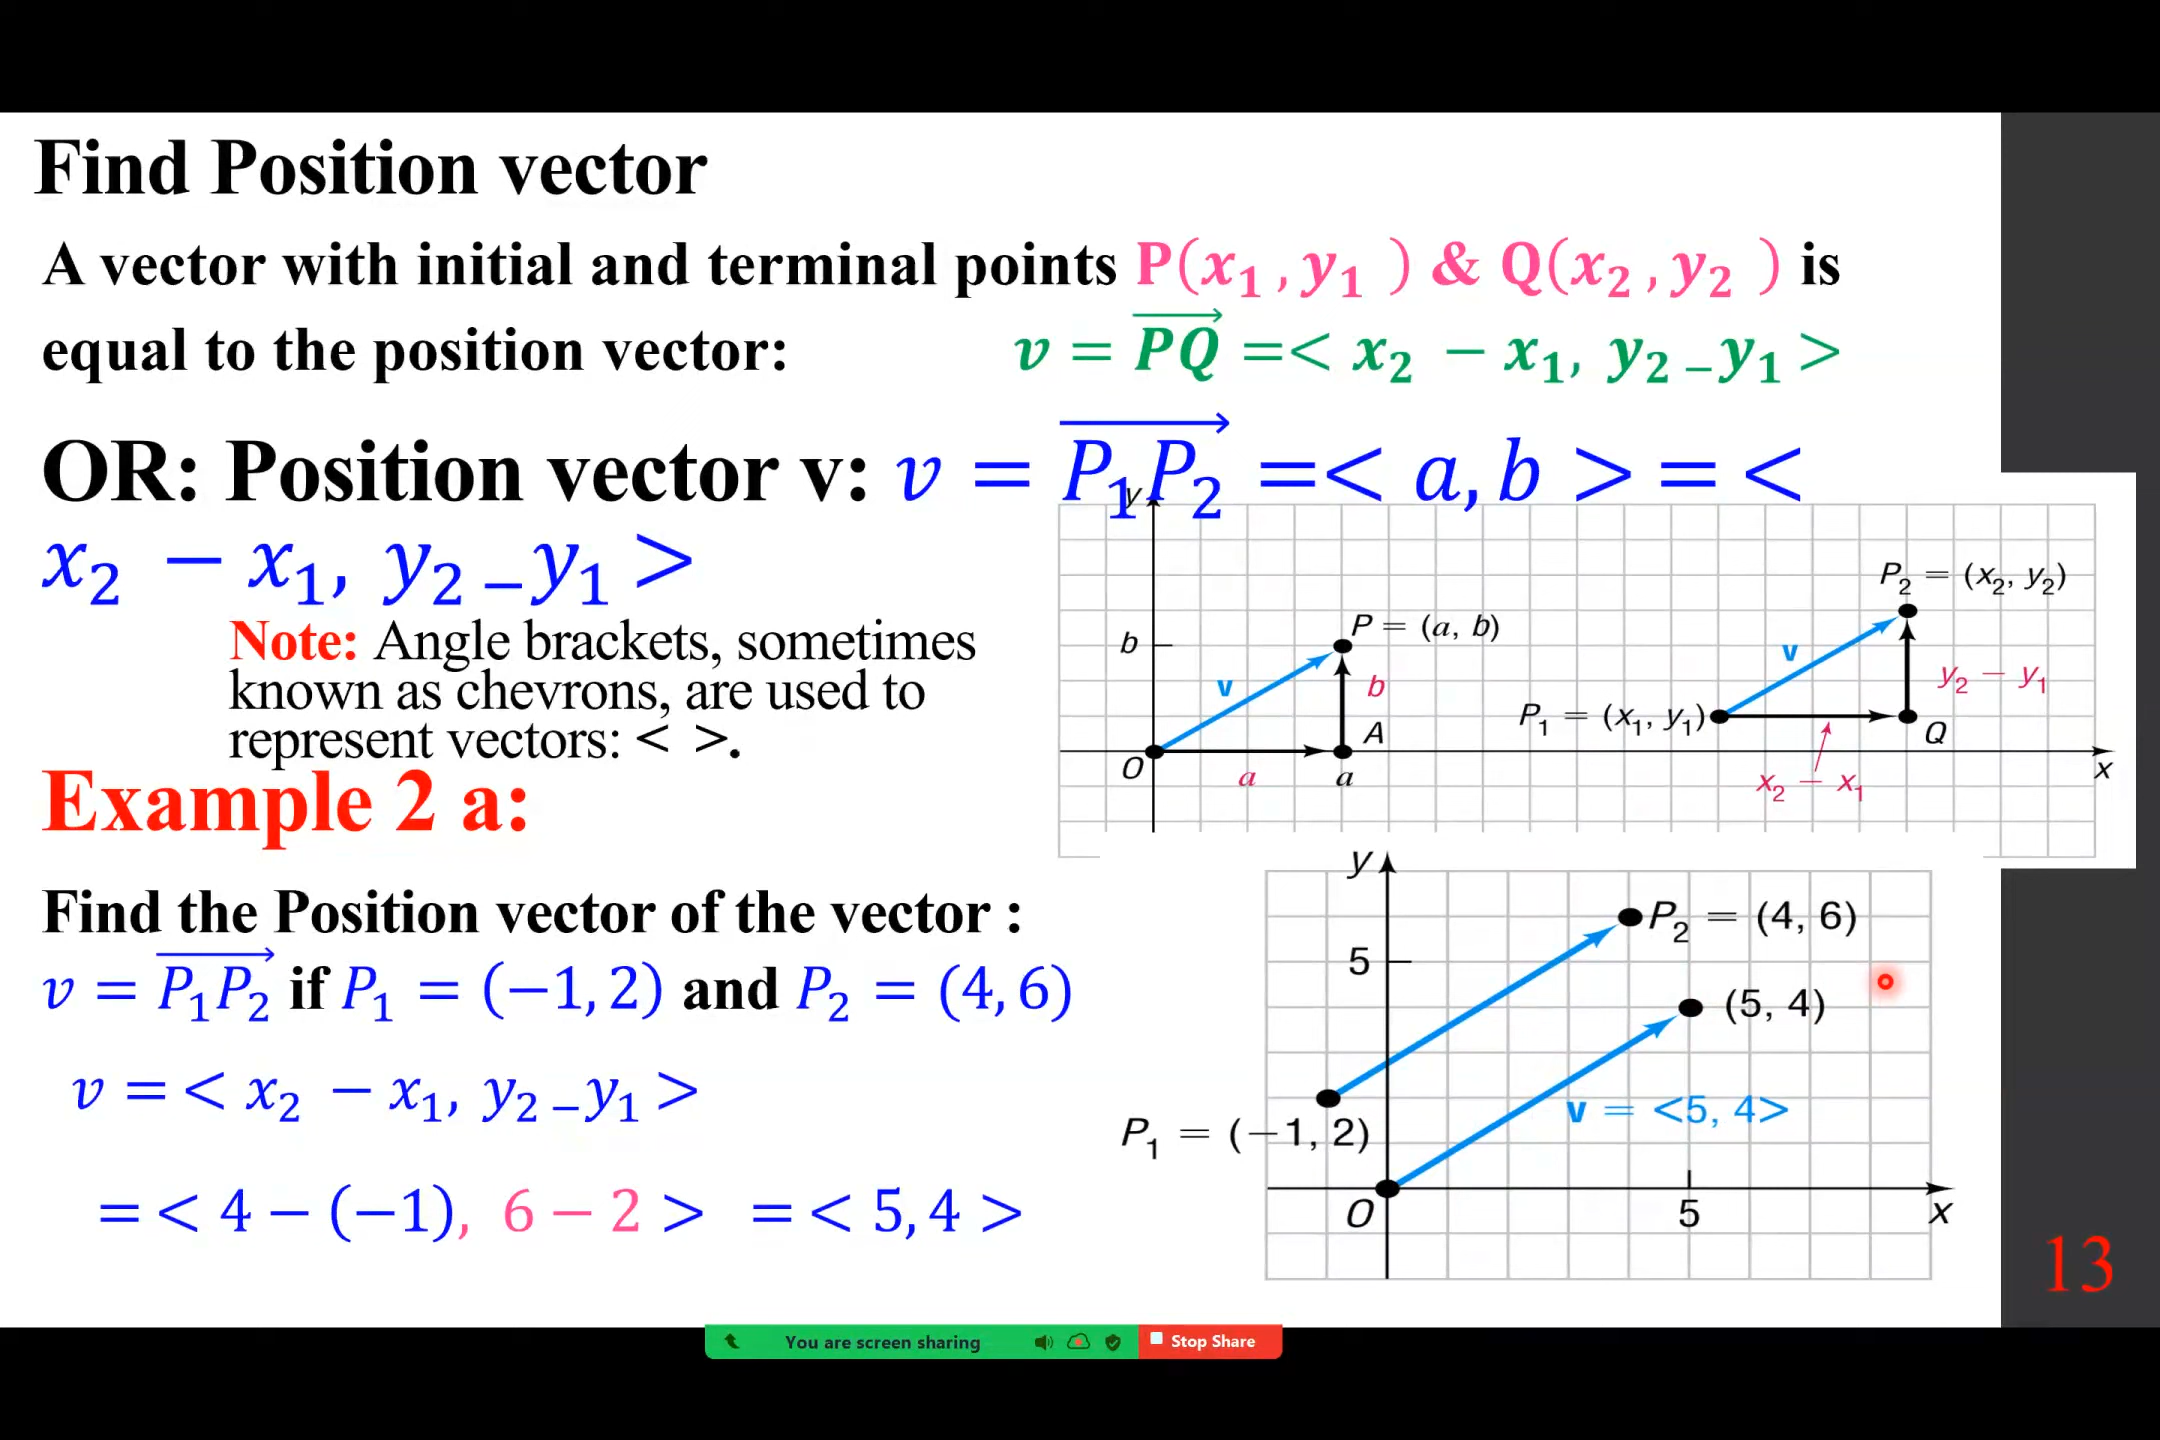 Find Position vector
A vector with initial and terminal points P(x₁, y₁ ) & Q(x₂, y₂ ) is
equal to the position vector: v = PQ⃗ =< x₂ − x₁, y₂ − y₁ >
OR: Position vector v: v = P₁P₂⃗ =< a, b > = <
x₂ − x₁, y₂ − y₁ >
Note: Angle brackets, sometimes
known as chevrons, are used to
represent vectors: < >.
y
b
P = (a, b)
v
b
A
O
a
a
P₂ = (x₂, y₂)
v
y₂ − y₁
P₁ = (x₁, y₁)
Q
x₂ − x₁
x
Example 2 a:
Find the Position vector of the vector :
v = P₁P₂⃗ if P₁ = (−1, 2) and P₂ = (4, 6)
v = < x₂ − x₁, y₂ − y₁ >
= < 4 − (−1), 6 − 2 > = < 5, 4 >
y
P₂ = (4, 6)
5
(5, 4)
v = <5, 4>
P₁ = (−1, 2)
O
5
x
13
You are screen sharing
Stop Share